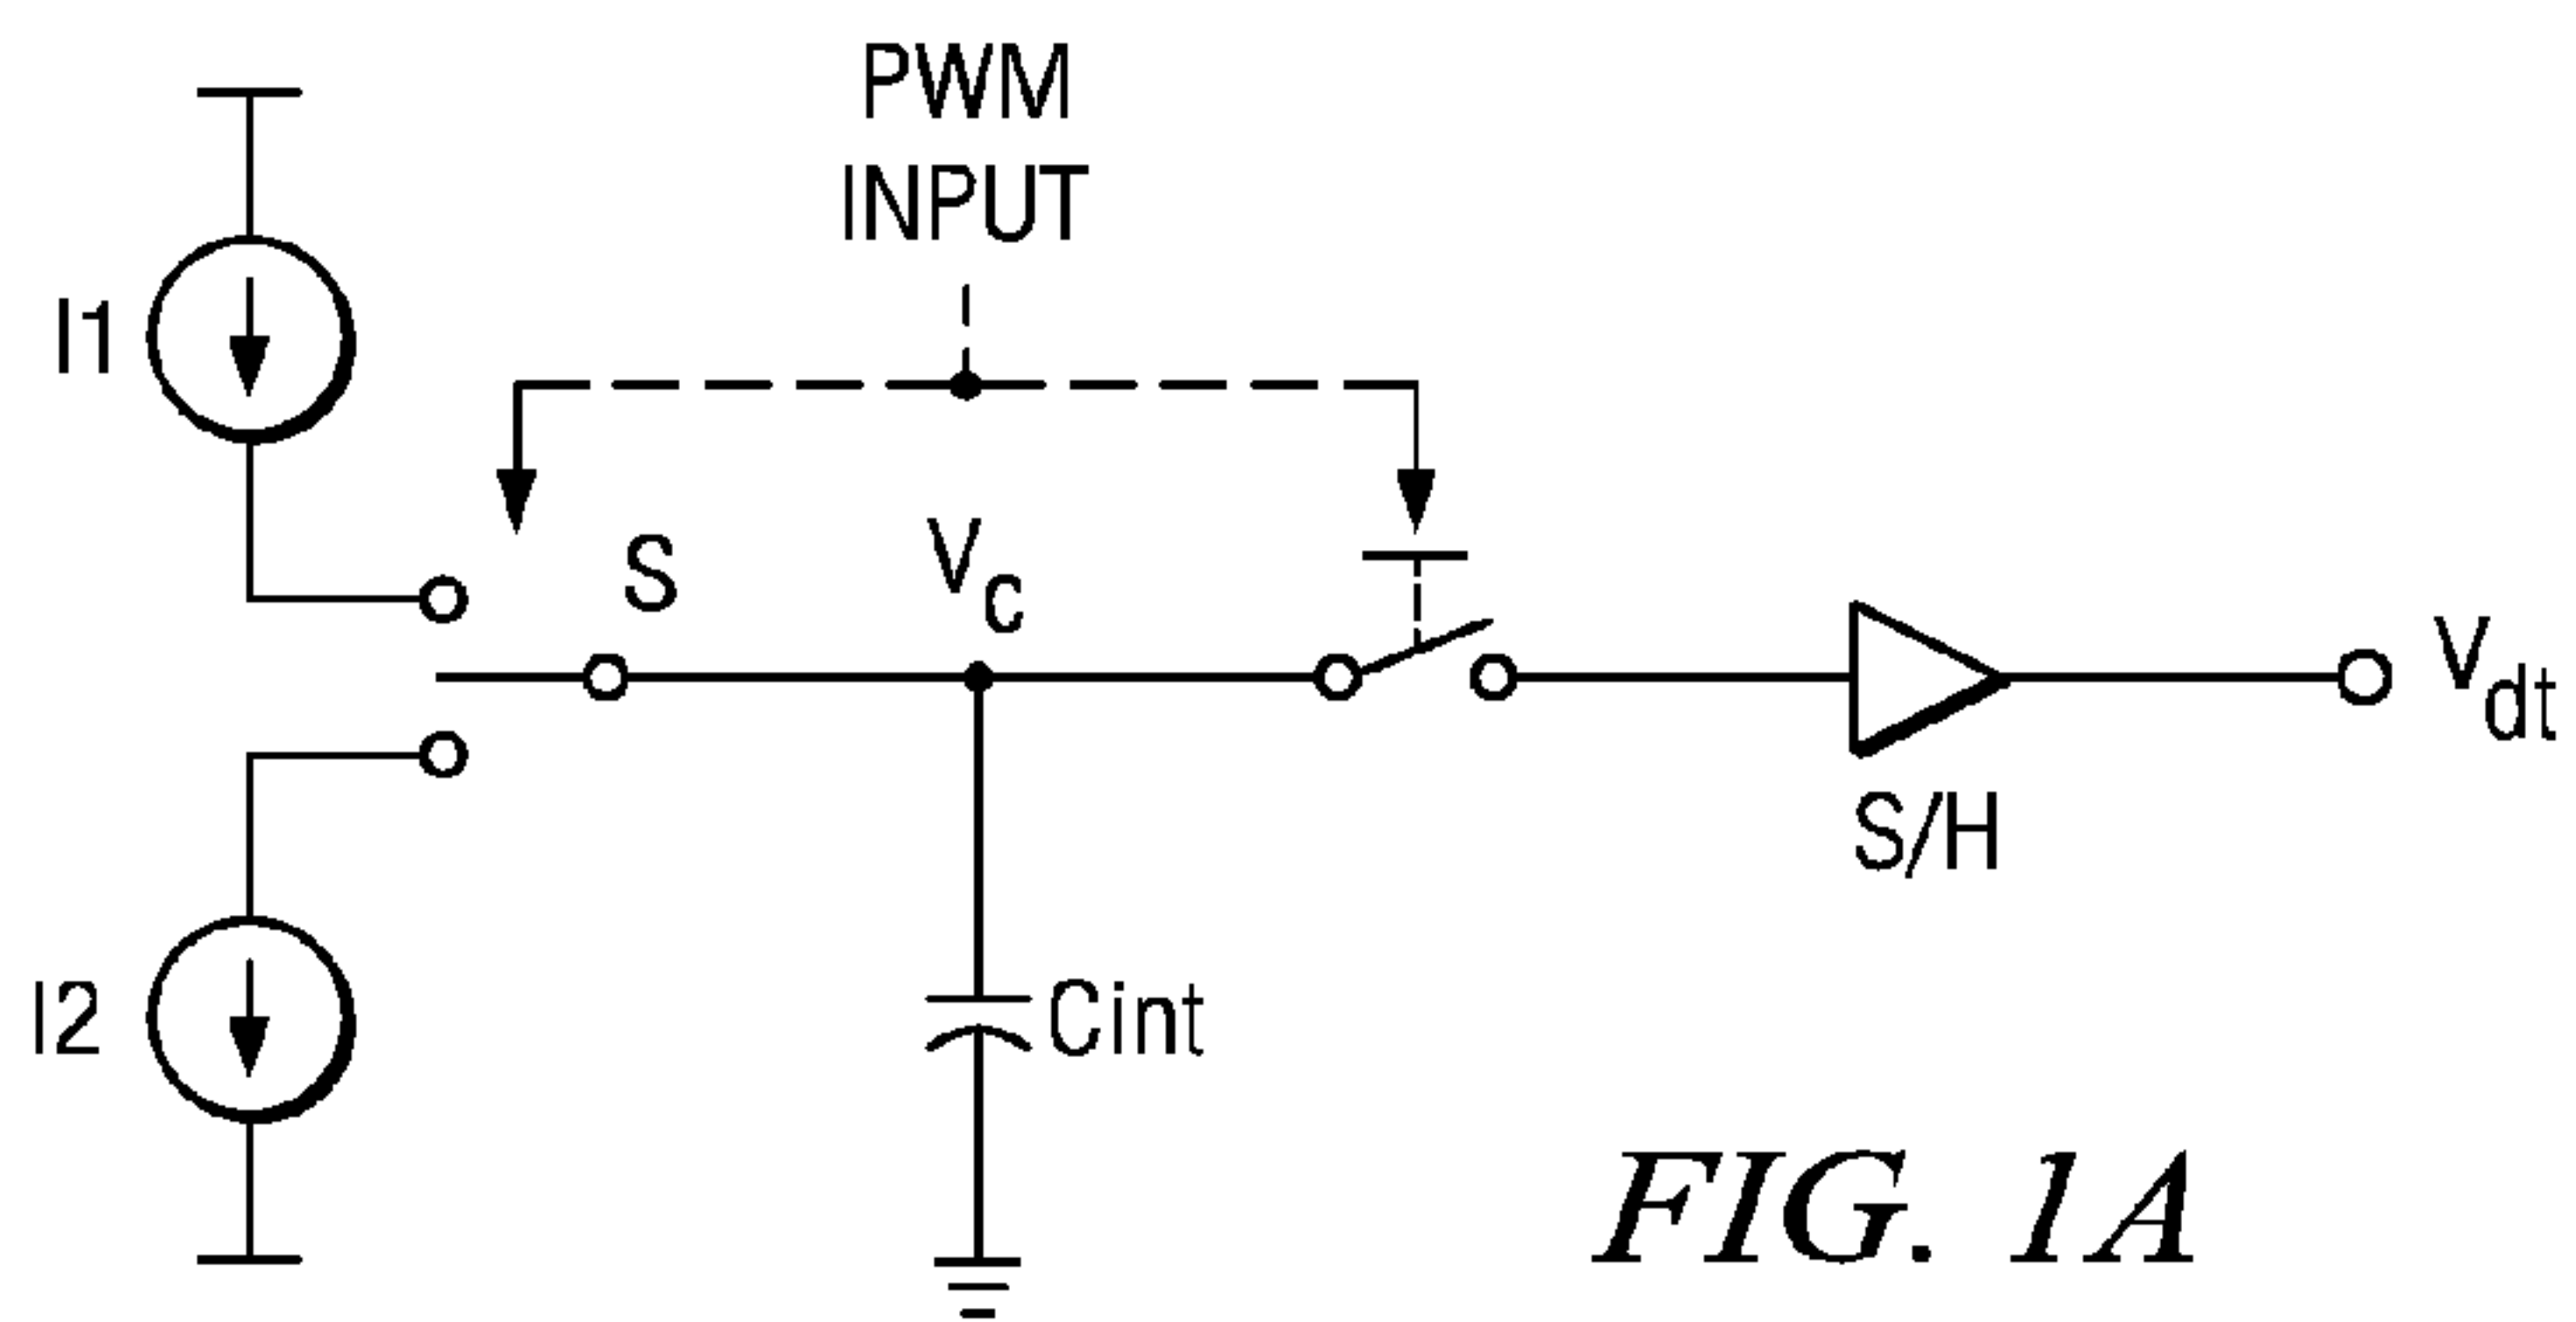 PWM
INPUT
I1
S
Vc
Vdt
S/H
I2
Cint
FIG. 1A